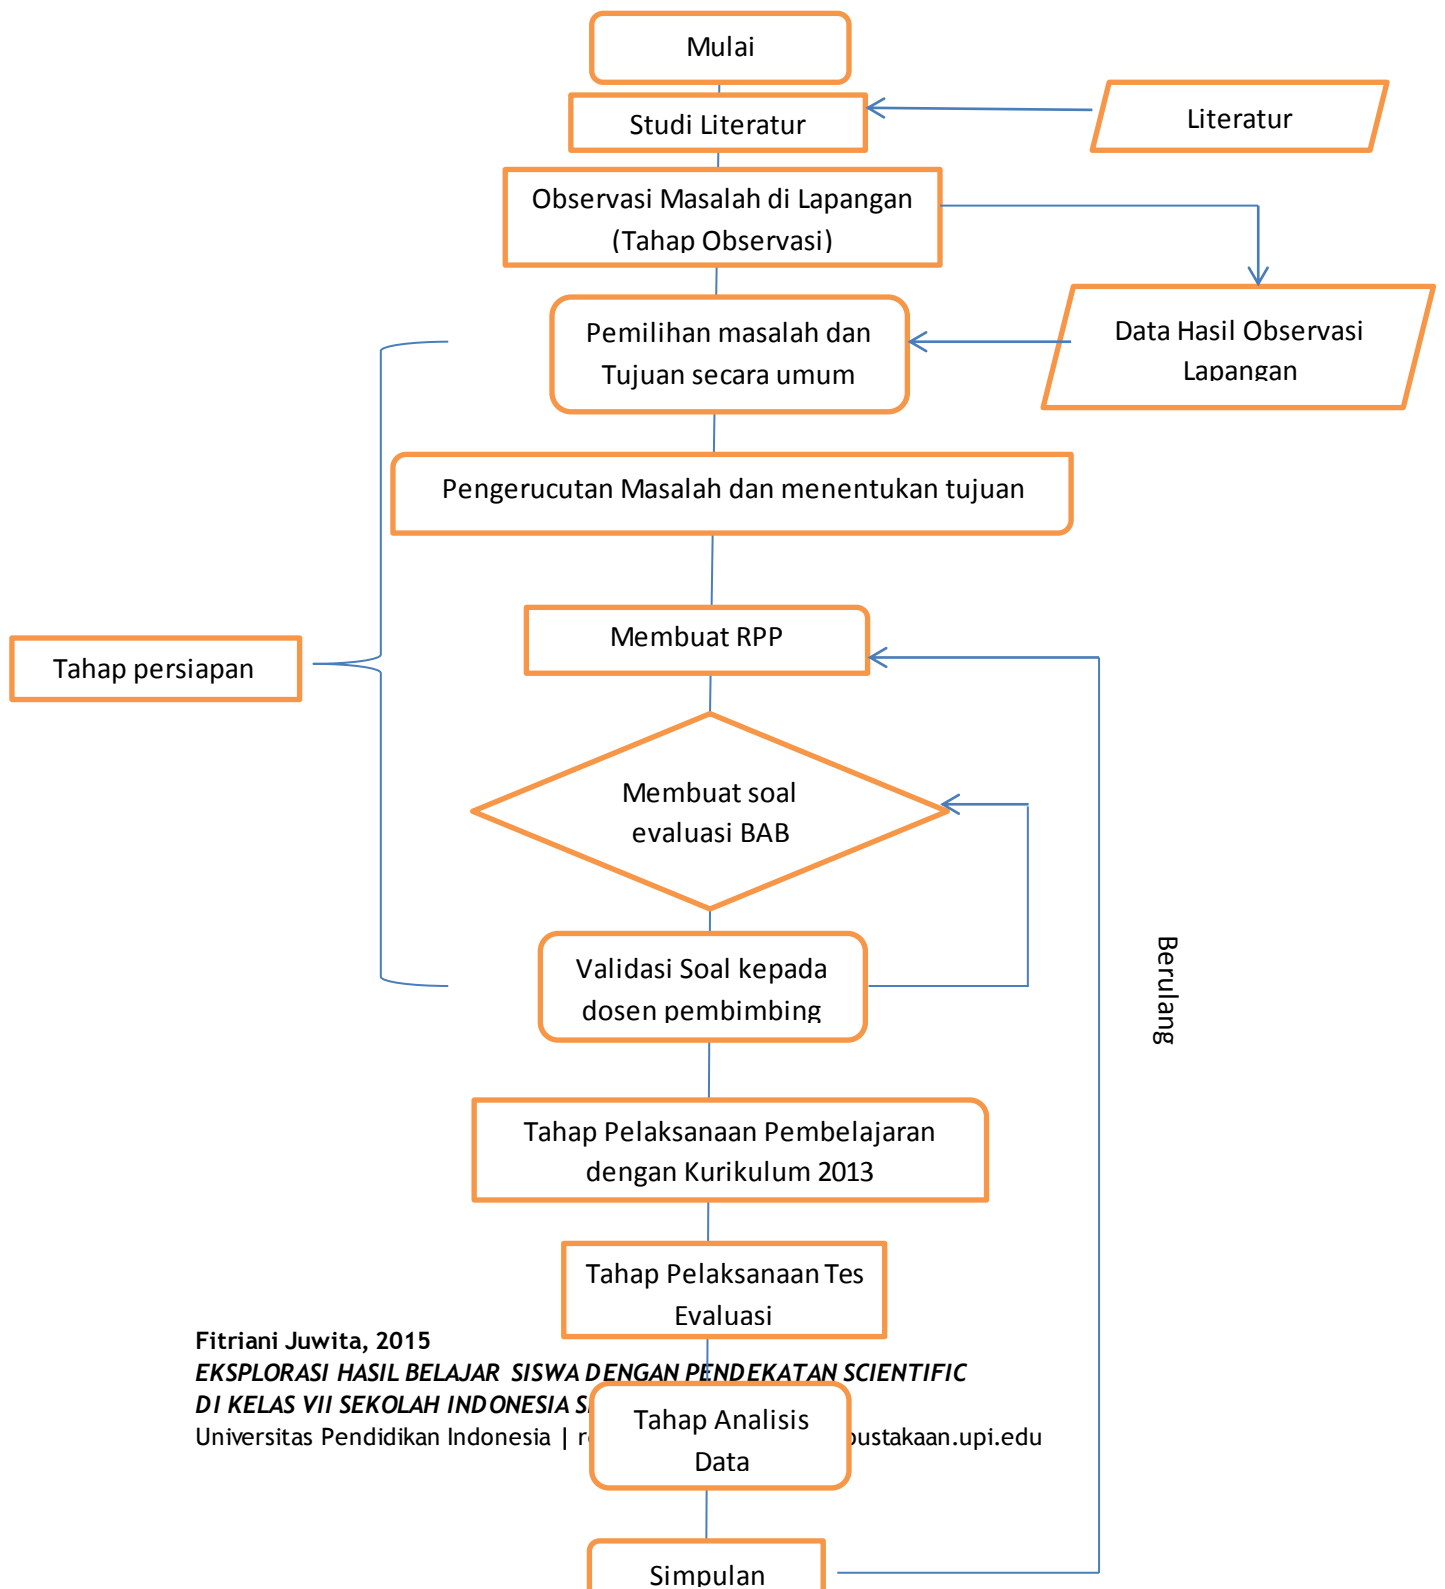 Mulai
Studi Literatur
Literatur
Observasi Masalah di Lapangan
(Tahap Observasi)
Pemilihan masalah dan
Tujuan secara umum
Data Hasil Observasi
Lapangan
Pengerucutan Masalah dan menentukan tujuan
Membuat RPP
Tahap persiapan
Membuat soal
evaluasi BAB
Berulang
Validasi Soal kepada
dosen pembimbing
Tahap Pelaksanaan Pembelajaran
dengan Kurikulum 2013
Tahap Pelaksanaan Tes
Evaluasi
Fitriani Juwita, 2015
EKSPLORASI HASIL BELAJAR SISWA DENGAN PENDEKATAN SCIENTIFIC
DI KELAS VII SEKOLAH INDONESIA
Universitas Pendidikan Indonesia | pustakaan.upi.edu
Tahap Analisis
Data
Simpulan